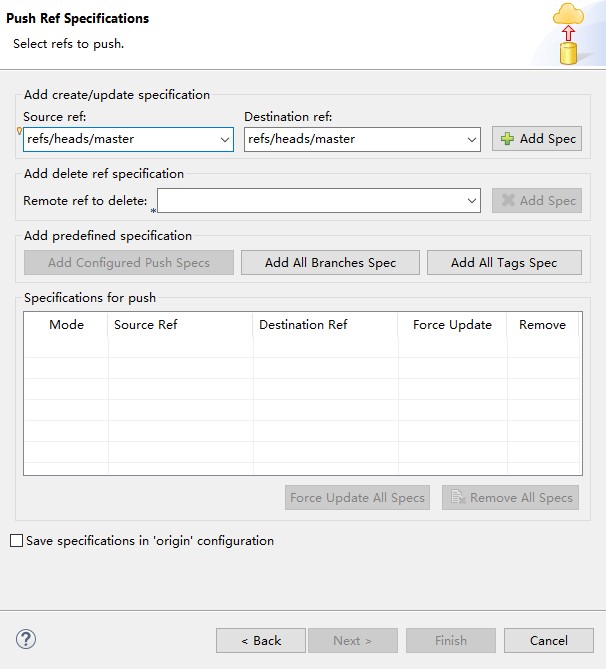 Push Ref Specifications
Select refs to push.
Add create/update specification
Source ref: Destination ref:
refs/heads/master refs/heads/master Add Spec
Add delete ref specification
Remote ref to delete: Add Spec
Add predefined specification
Add Configured Push Specs Add All Branches Spec Add All Tags Spec
Specifications for push
Mode Source Ref Destination Ref Force Update Remove
Force Update All Specs Remove All Specs
Save specifications in 'origin' configuration
? < Back Next > Finish Cancel